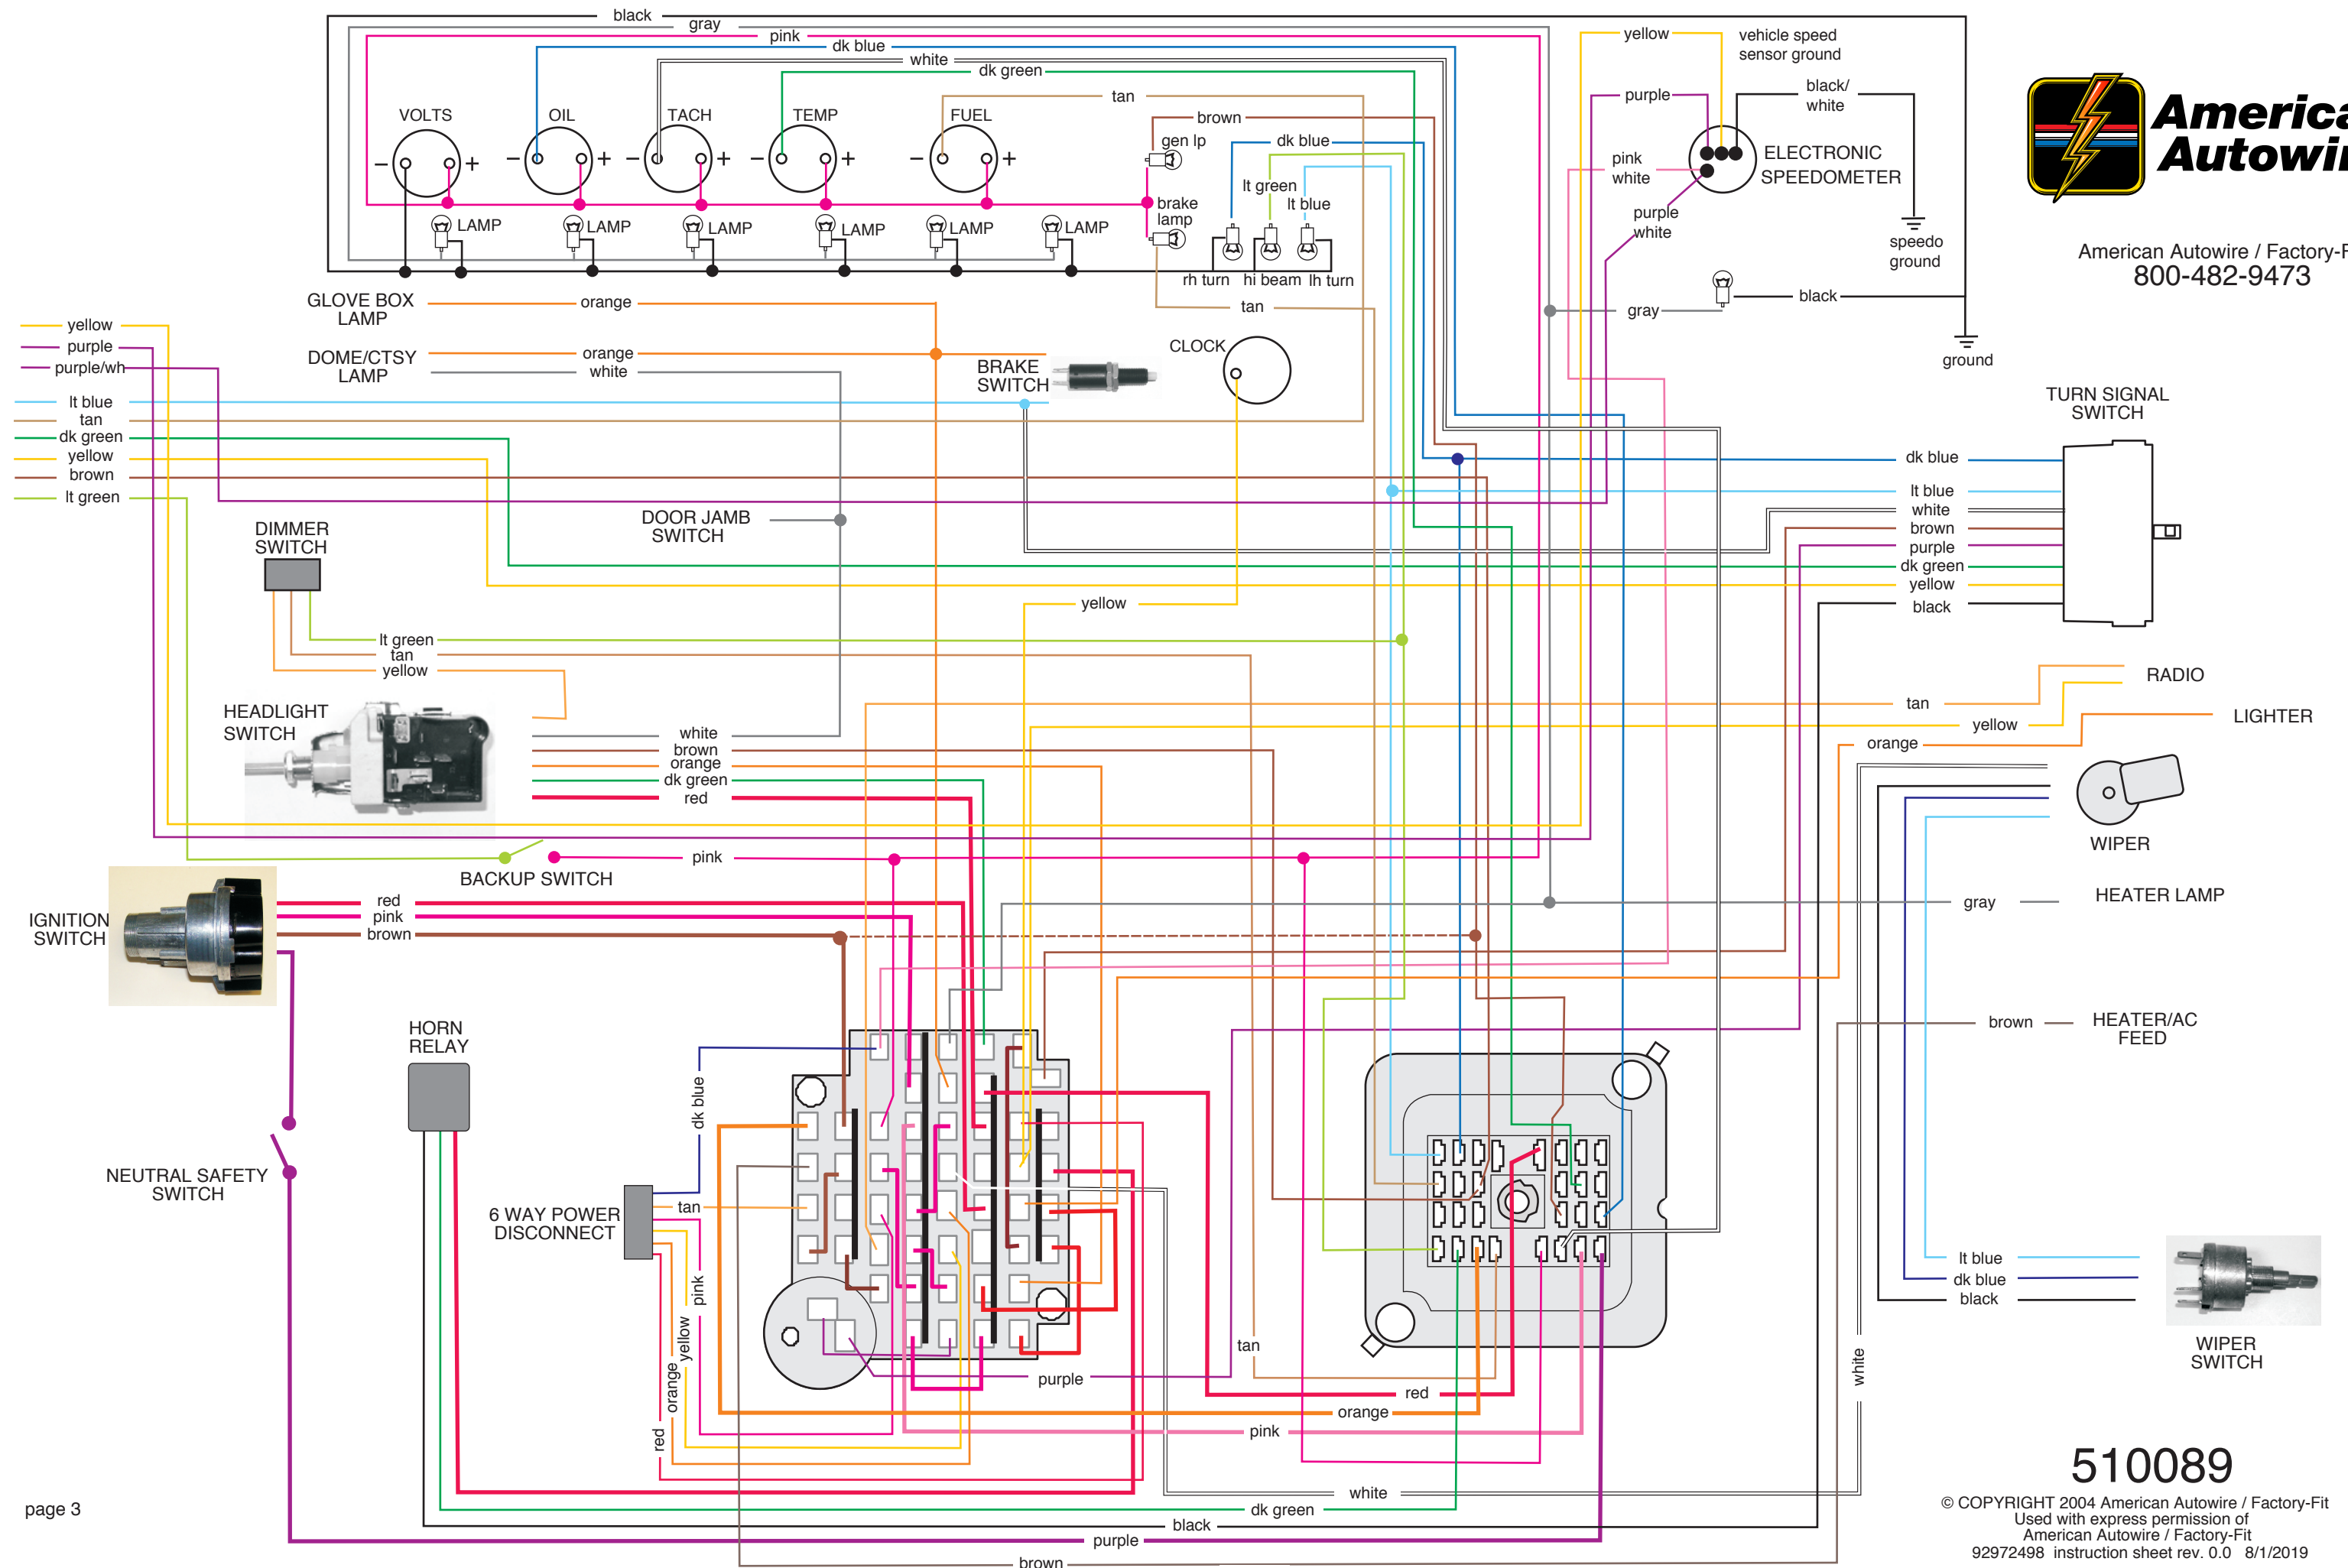 black
gray
pink
dk blue
white
dk green
tan
brown
gen lp
dk blue
lt green
lt blue
yellow
vehicle speed
sensor ground
purple
black/
white
pink
white
ELECTRONIC
SPEEDOMETER
purple
white
speedo
ground
VOLTS
OIL
TACH
TEMP
FUEL
− +
− +
− +
− +
− +
LAMP
LAMP
LAMP
LAMP
LAMP
LAMP
brake
lamp
rh turn
hi beam
lh turn
tan
gray
black
ground
American Autowire / Factory-F
800-482-9473
GLOVE BOX
LAMP
orange
DOME/CTSY
LAMP
orange
white
BRAKE
SWITCH
CLOCK
yellow
purple
purple/wh
lt blue
tan
dk green
yellow
brown
lt green
TURN SIGNAL
SWITCH
dk blue
lt blue
white
brown
purple
dk green
yellow
black
DOOR JAMB
SWITCH
DIMMER
SWITCH
yellow
lt green
tan
yellow
HEADLIGHT
SWITCH
white
brown
orange
dk green
red
tan
RADIO
yellow
LIGHTER
orange
WIPER
pink
BACKUP SWITCH
IGNITION
SWITCH
red
pink
brown
gray
HEATER LAMP
brown
HEATER/AC
FEED
HORN
RELAY
dk blue
NEUTRAL SAFETY
SWITCH
6 WAY POWER
DISCONNECT
tan
pink
yellow
orange
red
purple
tan
red
orange
pink
white
dk green
black
purple
brown
white
lt blue
dk blue
black
WIPER
SWITCH
510089
© COPYRIGHT 2004 American Autowire / Factory-Fit
Used with express permission of
American Autowire / Factory-Fit
92972498 instruction sheet rev. 0.0 8/1/2019
page 3